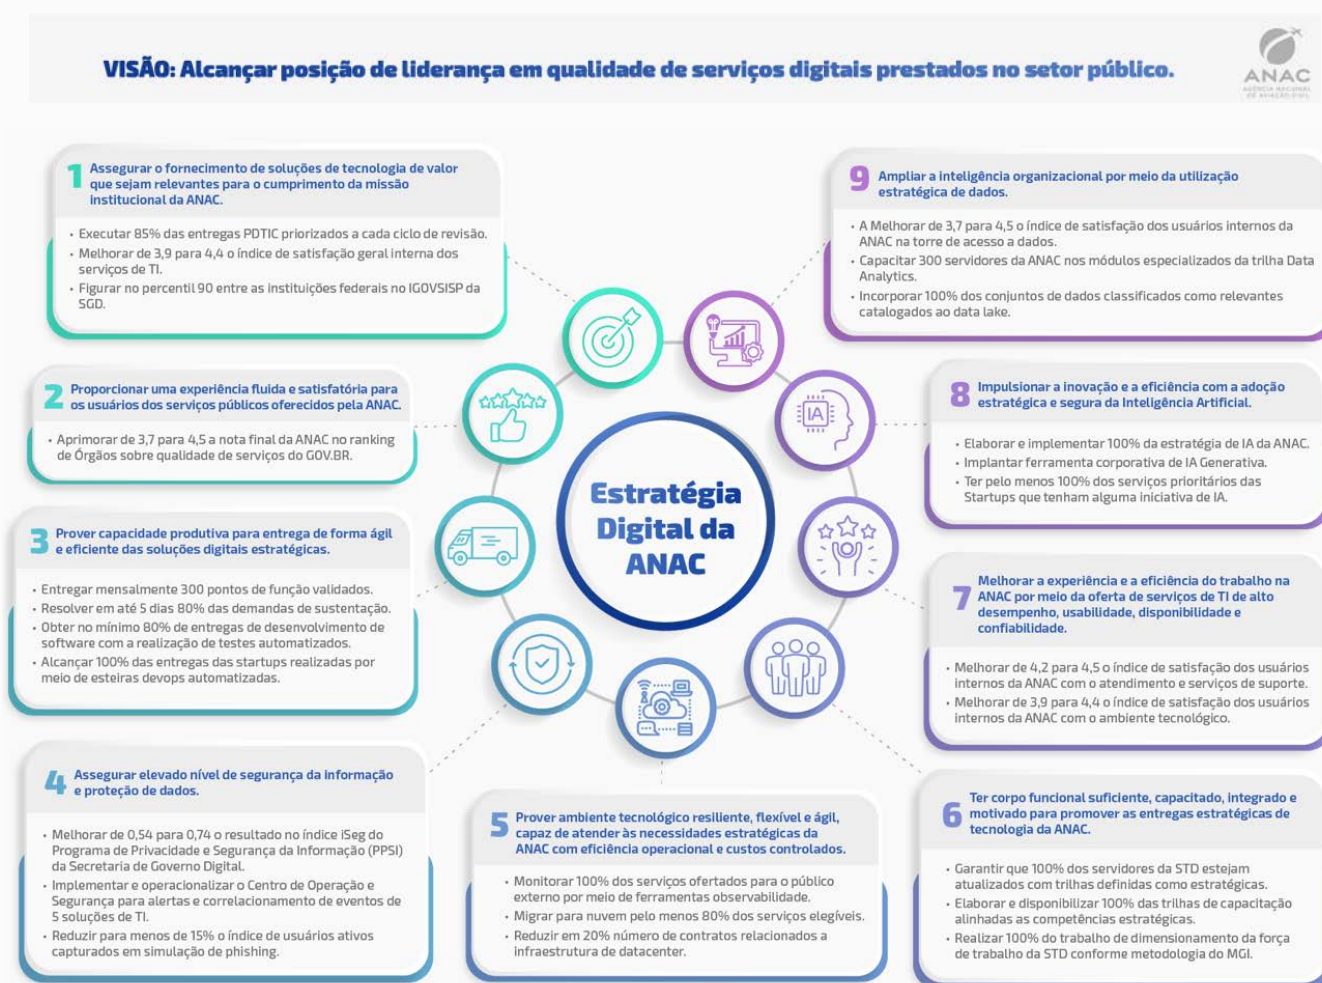 VISÃO: Alcançar posição de liderança em qualidade de serviços digitais prestados no setor público.
ANAC
AGÊNCIA NACIONAL
DE AVIAÇÃO CIVIL
1
Assegurar o fornecimento de soluções de tecnologia de valor
que sejam relevantes para o cumprimento da missão
institucional da ANAC.
• Executar 85% das entregas PDTIC priorizados a cada ciclo de revisão.
• Melhorar de 3,9 para 4,4 o índice de satisfação geral interna dos
serviços de TI.
• Figurar no percentil 90 entre as instituições federais no IGOVSISP da
SGD.
2
Proporcionar uma experiência fluida e satisfatória para
os usuários dos serviços públicos oferecidos pela ANAC.
• Aprimorar de 3,7 para 4,5 a nota final da ANAC no ranking
de Órgãos sobre qualidade de serviços do GOV.BR.
3
Prover capacidade produtiva para entrega de forma ágil
e eficiente das soluções digitais estratégicas.
• Entregar mensalmente 300 pontos de função validados.
• Resolver em até 5 dias 80% das demandas de sustentação.
• Obter no mínimo 80% de entregas de desenvolvimento de
software com a realização de testes automatizados.
• Alcançar 100% das entregas das startups realizadas por
meio de esteiras devops automatizadas.
4
Assegurar elevado nível de segurança da informação
e proteção de dados.
• Melhorar de 0,54 para 0,74 o resultado no índice iSeg do
Programa de Privacidade e Segurança da Informação (PPSI)
da Secretaria de Governo Digital.
• Implementar e operacionalizar o Centro de Operação e
Segurança para alertas e correlacionamento de eventos de
5 soluções de TI.
• Reduzir para menos de 15% o índice de usuários ativos
capturados em simulação de phishing.
5
Prover ambiente tecnológico resiliente, flexível e ágil,
capaz de atender às necessidades estratégicas da
ANAC com eficiência operacional e custos controlados.
• Monitorar 100% dos serviços ofertados para o público
externo por meio de ferramentas observabilidade.
• Migrar para nuvem pelo menos 80% dos serviços elegíveis.
• Reduzir em 20% número de contratos relacionados a
infraestrutura de datacenter.
6
Ter corpo funcional suficiente, capacitado, integrado e
motivado para promover as entregas estratégicas de
tecnologia da ANAC.
• Garantir que 100% dos servidores da STD estejam
atualizados com trilhas definidas como estratégicas.
• Elaborar e disponibilizar 100% das trilhas de capacitação
alinhadas as competências estratégicas.
• Realizar 100% do trabalho de dimensionamento da força
de trabalho da STD conforme metodologia do MGI.
7
Melhorar a experiência e a eficiência do trabalho na
ANAC por meio da oferta de serviços de TI de alto
desempenho, usabilidade, disponibilidade e
confiabilidade.
• Melhorar de 4,2 para 4,5 o índice de satisfação dos usuários
internos da ANAC com o atendimento e serviços de suporte.
• Melhorar de 3,9 para 4,4 o índice de satisfação dos usuários
internos da ANAC com o ambiente tecnológico.
8
Impulsionar a inovação e a eficiência com a adoção
estratégica e segura da Inteligência Artificial.
• Elaborar e implementar 100% da estratégia de IA da ANAC.
• Implantar ferramenta corporativa de IA Generativa.
• Ter pelo menos 100% dos serviços prioritários das
Startups que tenham alguma iniciativa de IA.
9
Ampliar a inteligência organizacional por meio da utilização
estratégica de dados.
• A Melhorar de 3,7 para 4,5 o índice de satisfação dos usuários internos da
ANAC na torre de acesso a dados.
• Capacitar 300 servidores da ANAC nos módulos especializados da trilha Data
Analytics.
• Incorporar 100% dos conjuntos de dados classificados como relevantes
catalogados ao data lake.
IA
Estratégia
Digital da
ANAC